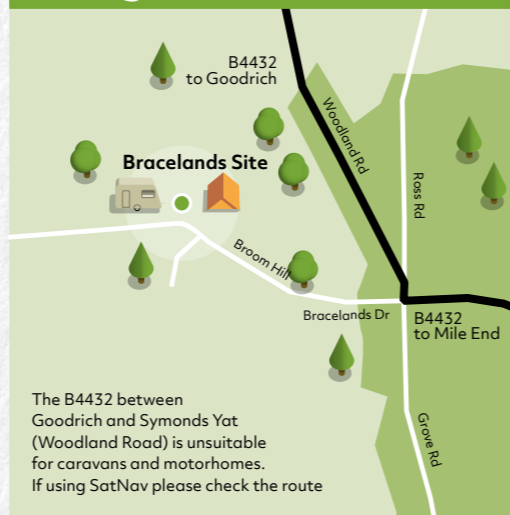 B4432
to Goodrich
Woodland Rd
Bracelands Site
Ross Rd
Broom Hill
Bracelands Dr
B4432
to Mile End
Grove Rd
The B4432 between
Goodrich and Symonds Yat
(Woodland Road) is unsuitable
for caravans and motorhomes.
If using SatNav please check the route